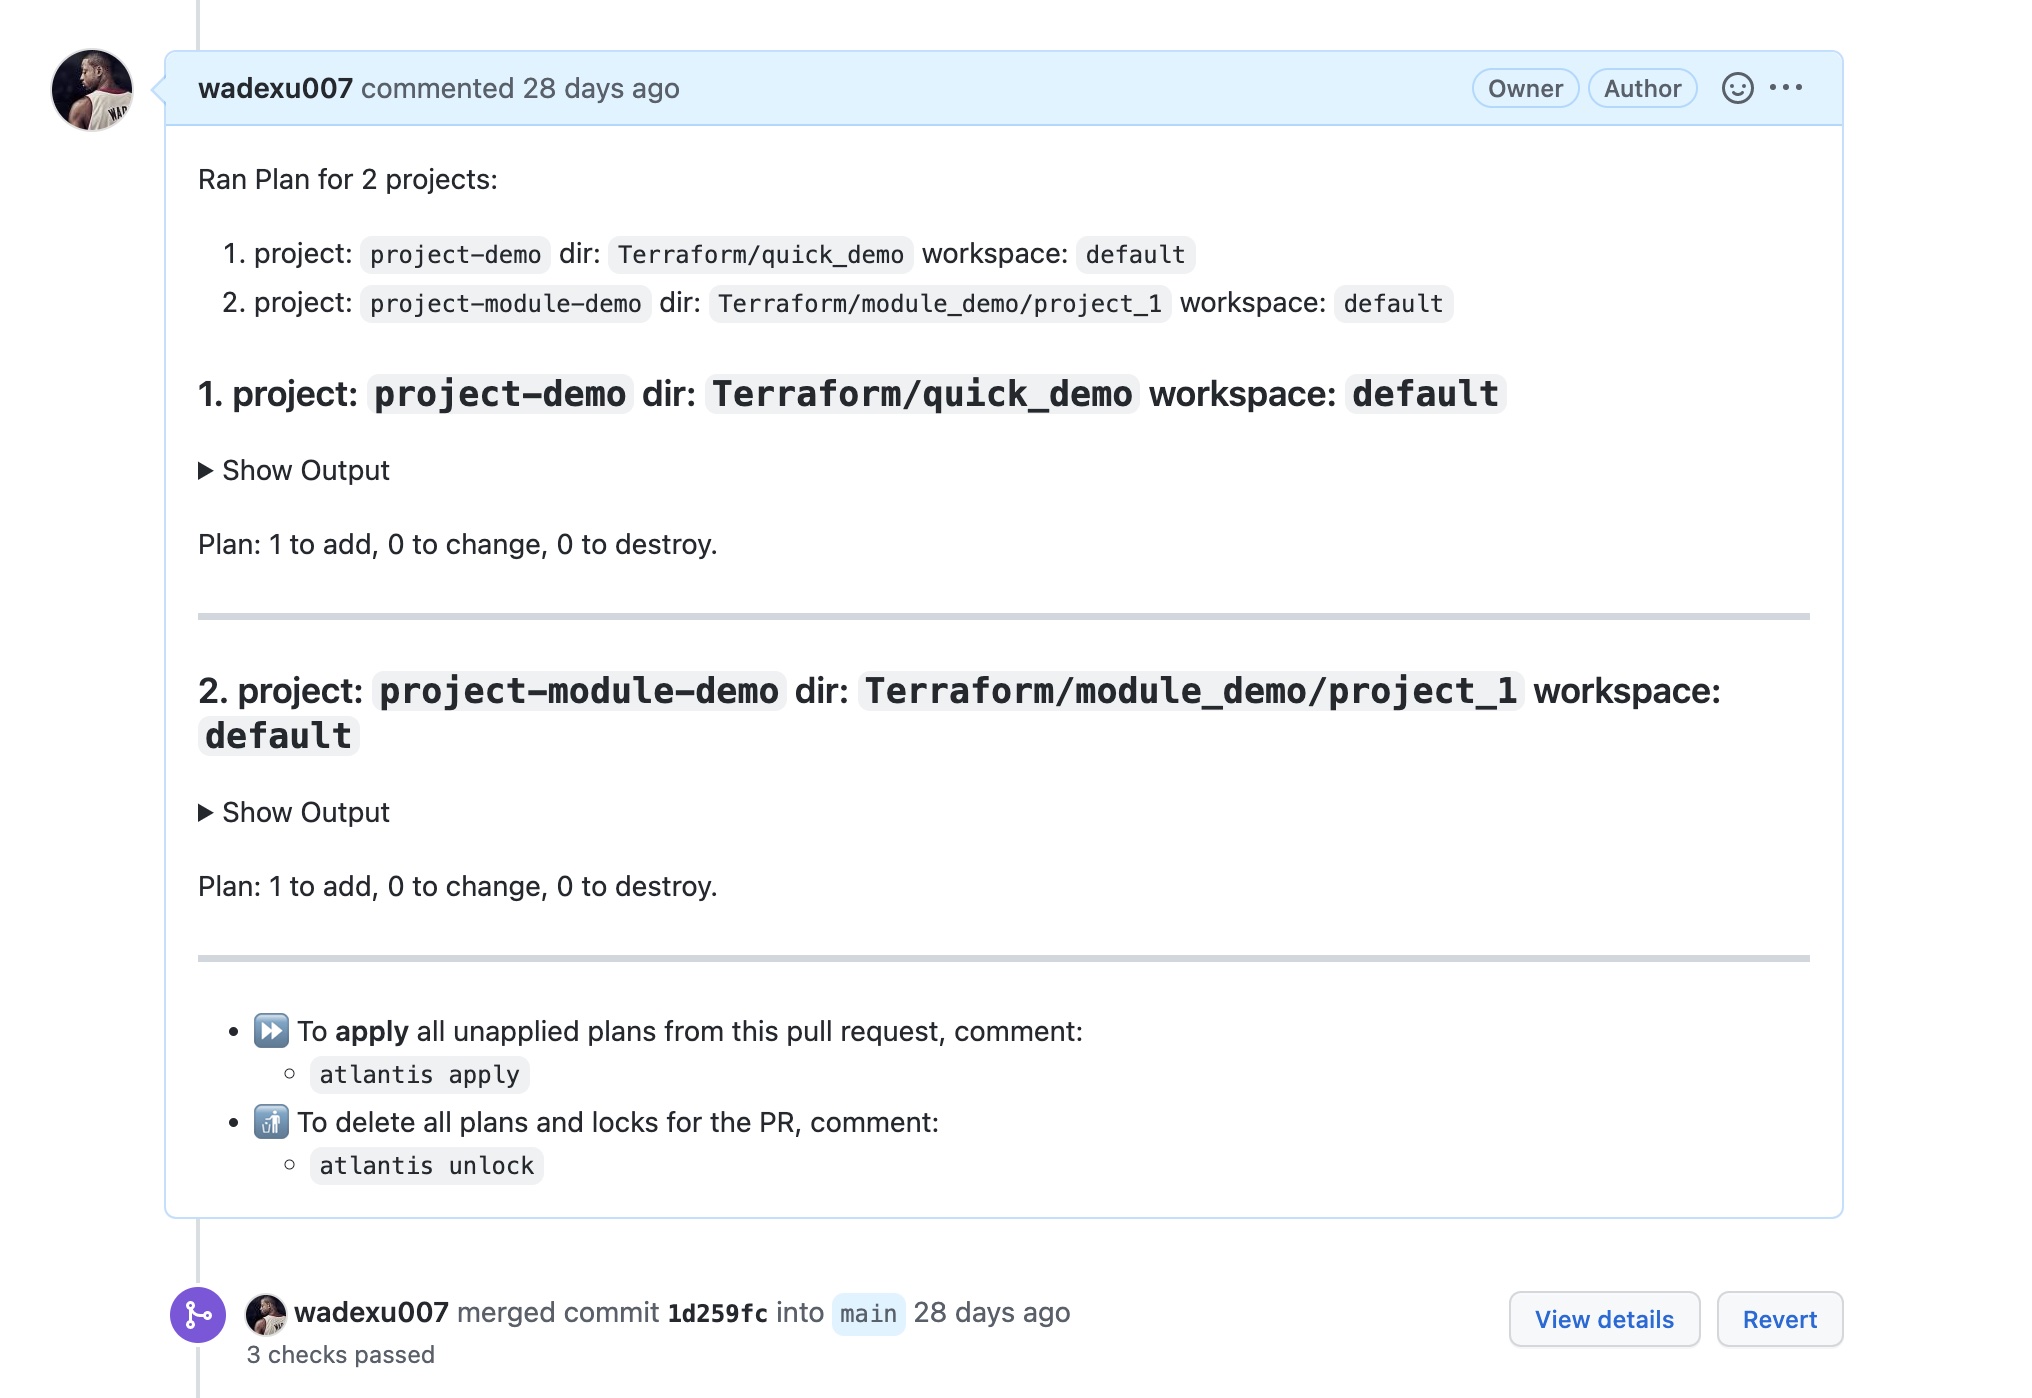 wadexu007 commented 28 days ago
Owner
Author
Ran Plan for 2 projects:
1. project: project-demo dir: Terraform/quick_demo workspace: default
2. project: project-module-demo dir: Terraform/module_demo/project_1 workspace: default
1. project: project-demo dir: Terraform/quick_demo workspace: default
Show Output
Plan: 1 to add, 0 to change, 0 to destroy.
2. project: project-module-demo dir: Terraform/module_demo/project_1 workspace:
default
Show Output
Plan: 1 to add, 0 to change, 0 to destroy.
To apply all unapplied plans from this pull request, comment:
atlantis apply
To delete all plans and locks for the PR, comment:
atlantis unlock
wadexu007 merged commit 1d259fc into main 28 days ago
3 checks passed
View details
Revert